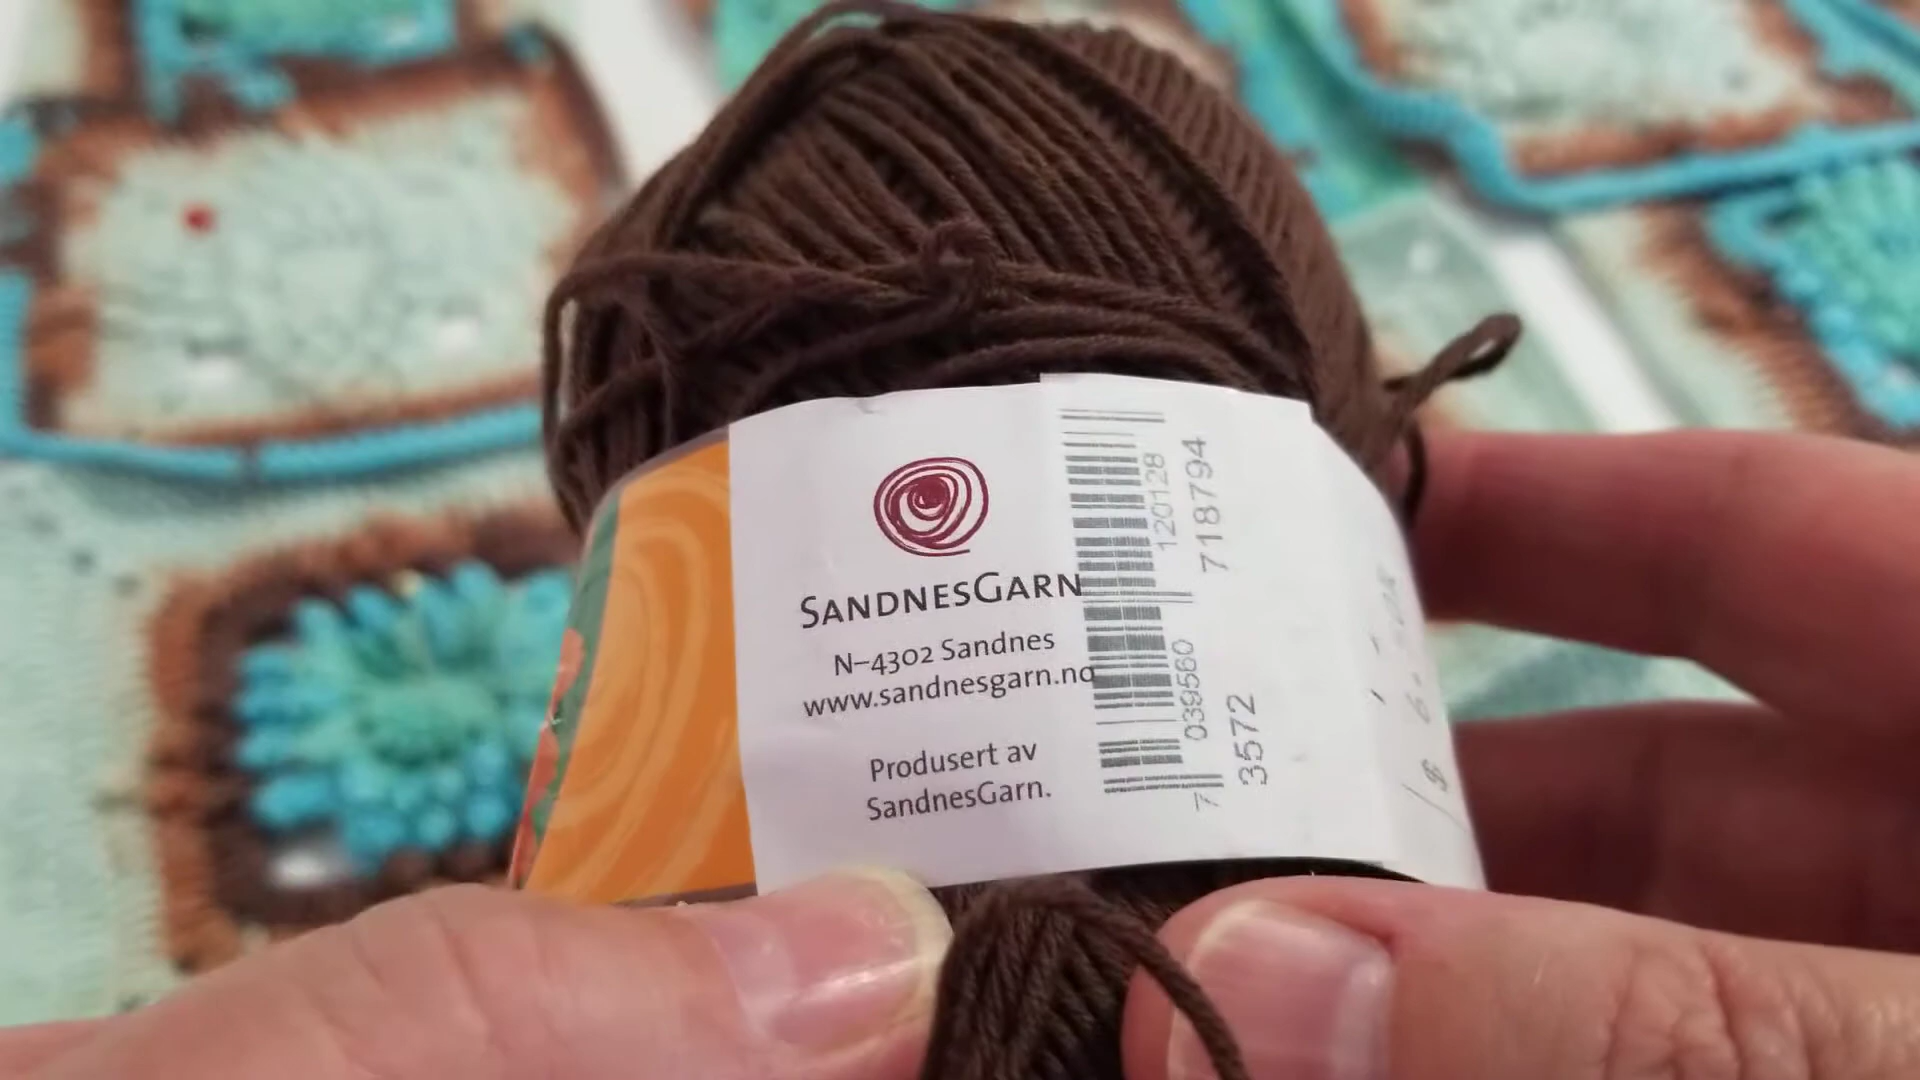 SANDNESGARN
N–4302 Sandnes
www.sandnesgarn.no
Produsert av
SandnesGarn.
7 039560 120128
3572 718794